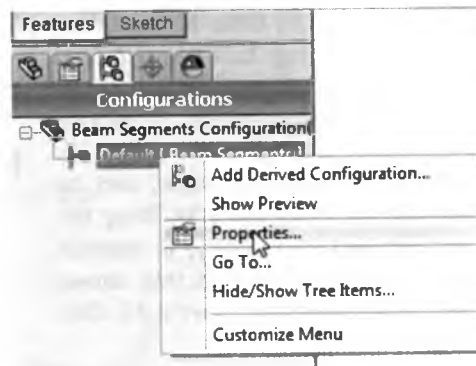 Features Sketch
Configurations
Beam Segments Configuration(
Default [ Beam Segments ]
Add Derived Configuration...
Show Preview
Properties...
Go To...
Hide/Show Tree Items...
Customize Menu